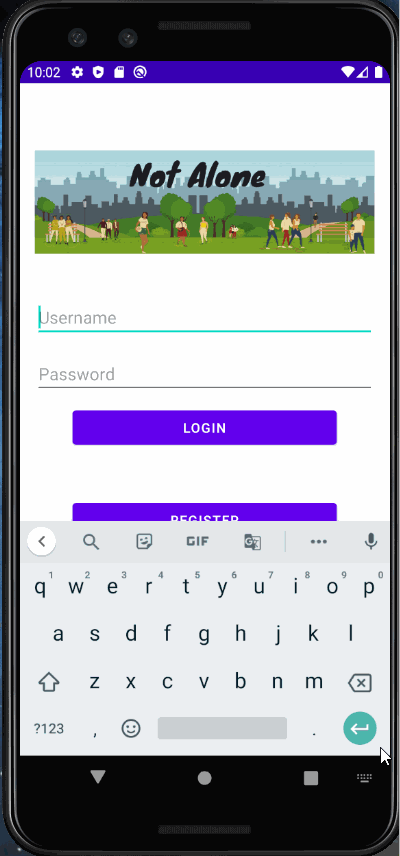 10:02
Not Alone
Username
Password
LOGIN
REGISTER
GIF
q1 w2 e3 r4 t5 y6 u7 i8 o9 p0
a s d f g h j k l
z x c v b n m
?123 , .